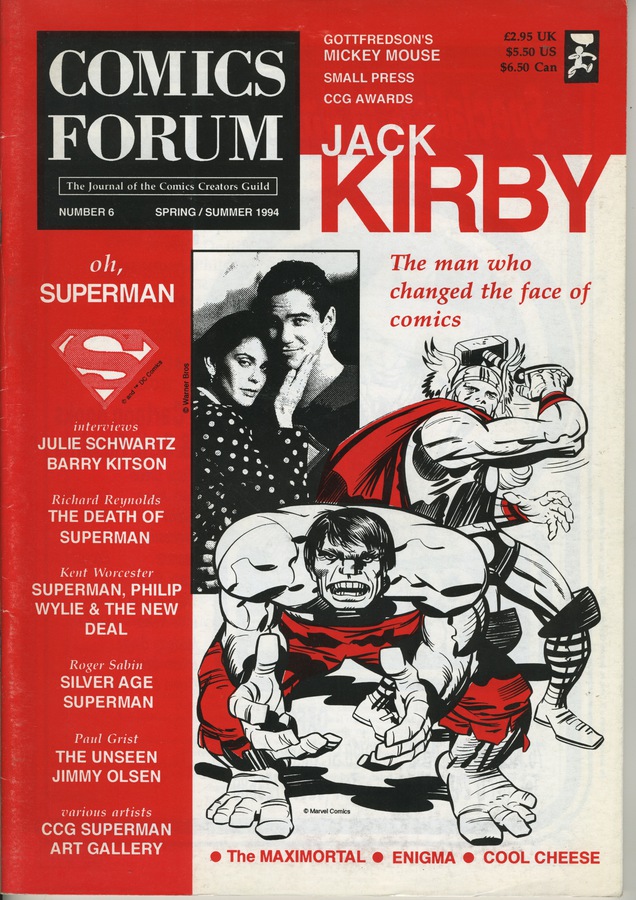 COMICS
FORUM
The Journal of the Comics Creators Guild
NUMBER 6 SPRING / SUMMER 1994
GOTTFREDSON'S
MICKEY MOUSE
SMALL PRESS
CCG AWARDS
£2.95 UK
$5.50 US
$6.50 Can
JACK
KIRBY
The man who
changed the face of
comics
oh,
SUPERMAN
S
© and ™ DC Comics
© Warner Bros
interviews
JULIE SCHWARTZ
BARRY KITSON
Richard Reynolds
THE DEATH OF
SUPERMAN
Kent Worcester
SUPERMAN, PHILIP
WYLIE & THE NEW
DEAL
Roger Sabin
SILVER AGE
SUPERMAN
Paul Grist
THE UNSEEN
JIMMY OLSEN
various artists
CCG SUPERMAN
ART GALLERY
© Marvel Comics
● The MAXIMORTAL ● ENIGMA ● COOL CHEESE